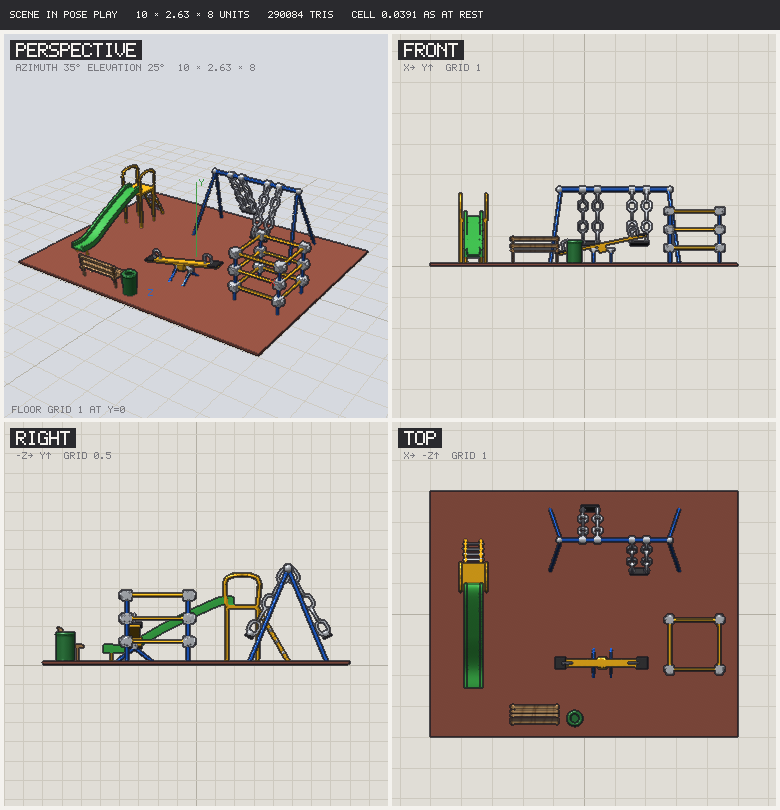 SCENE IN POSE PLAY   10 × 2.63 × 8 UNITS   290084 TRIS   CELL 0.0391 AS AT REST
PERSPECTIVE
AZIMUTH 35° ELEVATION 25°   10 × 2.63 × 8
Y
Z
FLOOR GRID 1 AT Y=0
FRONT
X→ Y↑   GRID 1
RIGHT
-Z→ Y↑   GRID 0.5
TOP
X→ -Z↑   GRID 1